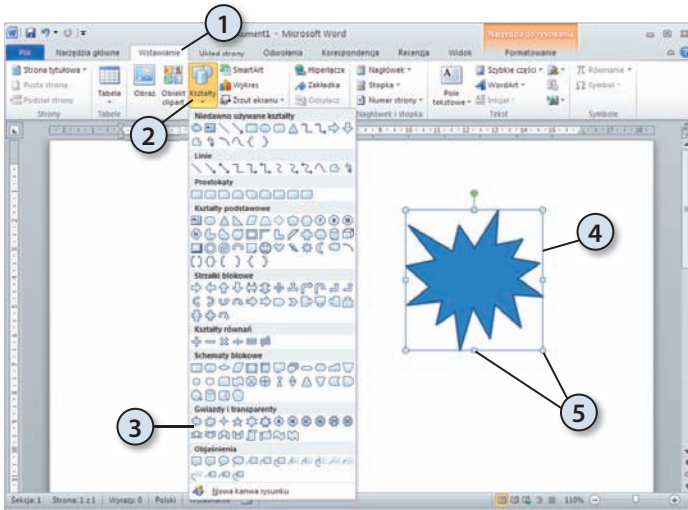 1
Dokument1 - Microsoft Word
Narzędzia do rysowania
Plik Narzędzia główne Wstawianie Układ strony Odwołania Korespondencja Recenzja Widok Formatowanie
Strona tytułowa
Pusta strona
Podział strony
Strony
Tabela
Tabele
Obraz
Obiekt clipart
Kształty
SmartArt
Wykres
Zrzut ekranu
Hiperłącze
Zakładka
Odsyłacz
Nagłówek
Stopka
Numer strony
Nagłówek i stopka
Pole tekstowe
Szybkie części
WordArt
Inicjał
Tekst
Równanie
Symbol
Symbole
2
Niedawno używane kształty
Linie
Prostokąty
Kształty podstawowe
Strzałki blokowe
Kształty równań
Schematy blokowe
Gwiazdy i transparenty
Objaśnienia
Nowa kanwa rysunku
3
4
5
Sekcja: 1 Strona: 1 z 1 Wyrazy: 0 Polski Wstawianie 110%